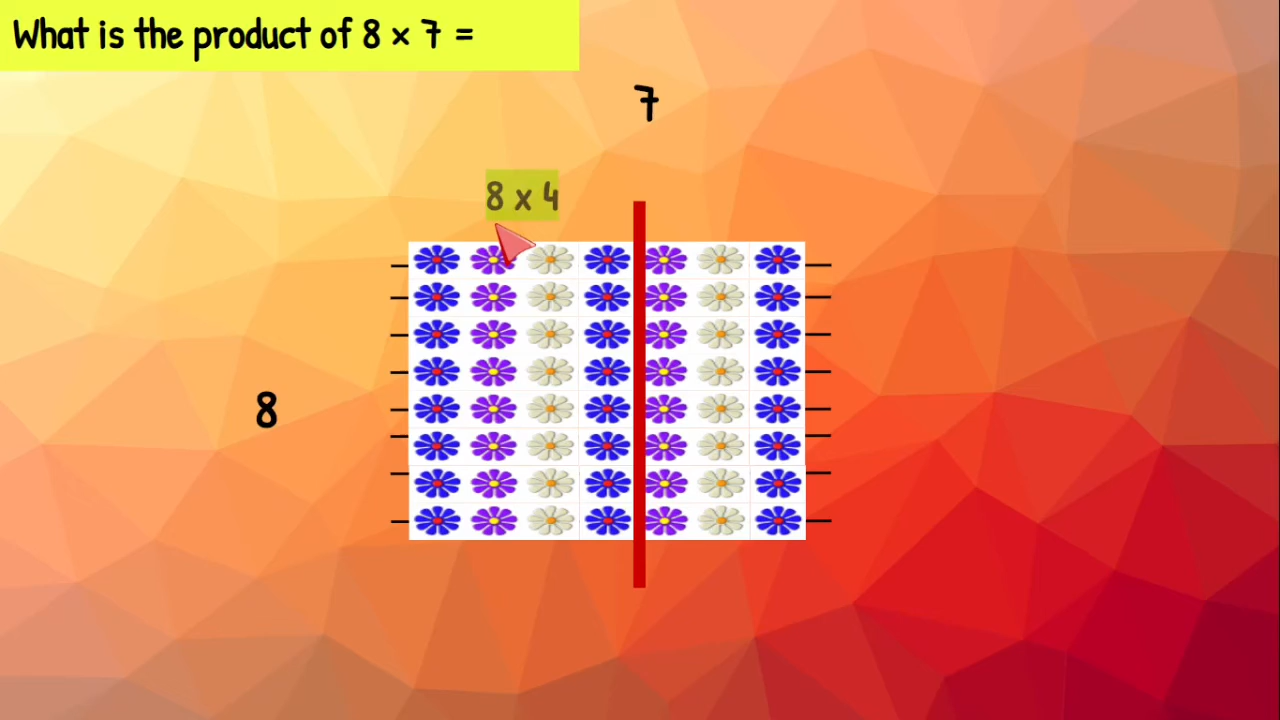 What is the product of 8 × 7 =
7
8 x 4
8